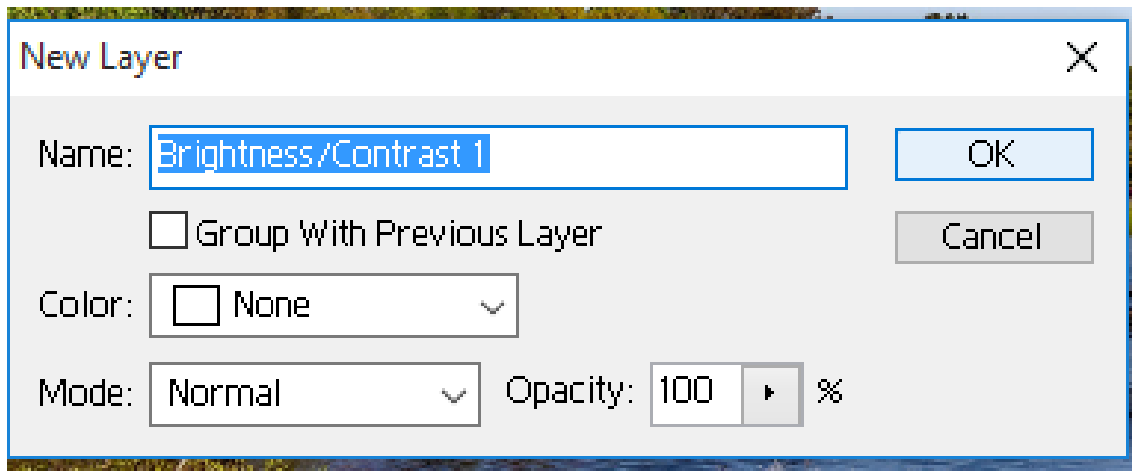 New Layer
Name: Brightness/Contrast 1 OK
Group With Previous Layer Cancel
Color: None
Mode: Normal Opacity: 100 %